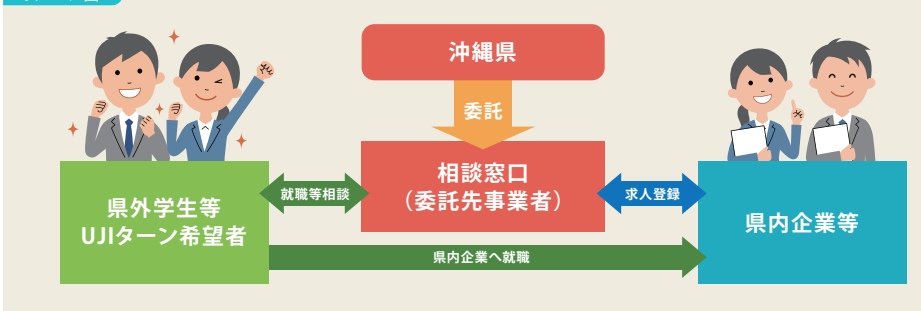 沖縄県
委託
相談窓口
（委託先事業者）
県外学生等
UJIターン希望者
就職等相談
求人登録
県内企業等
県内企業へ就職